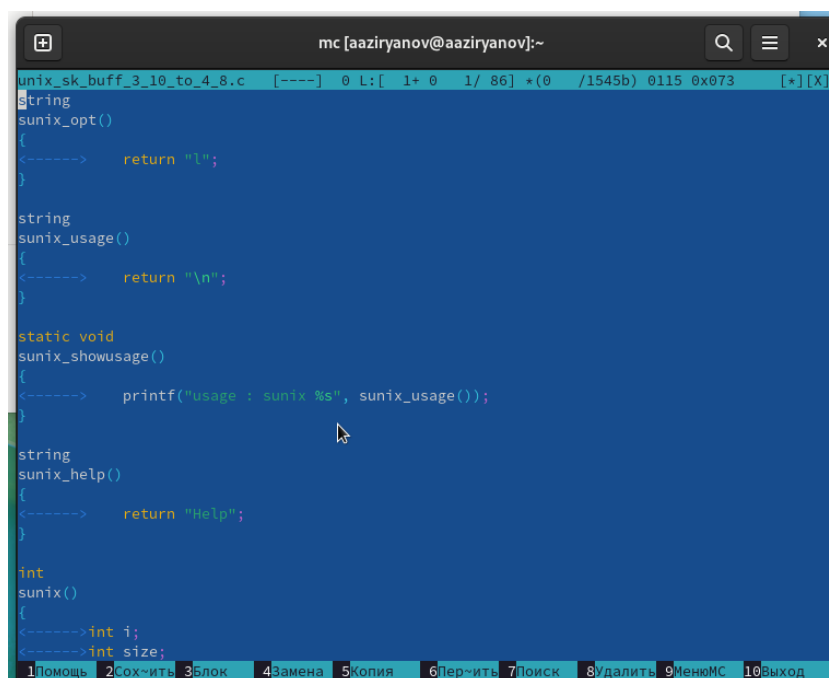 mc [aaziryanov@aaziryanov]:~
unix_sk_buff_3_10_to_4_8.c [----] 0 L:[ 1+ 0 1/ 86] *(0 /1545b) 0115 0x073 [*][X]
string
sunix_opt()
{
<------> return "l";
}
string
sunix_usage()
{
<------> return "\n";
}
static void
sunix_showusage()
{
<------> printf("usage : sunix %s", sunix_usage());
}
string
sunix_help()
{
<------> return "Help";
}
int
sunix()
{
<------>int i;
<------>int size;
1Помощь 2Сох~ить 3Блок 4Замена 5Копия 6Пер~ить 7Поиск 8Удалить 9МенюMC 10Выход